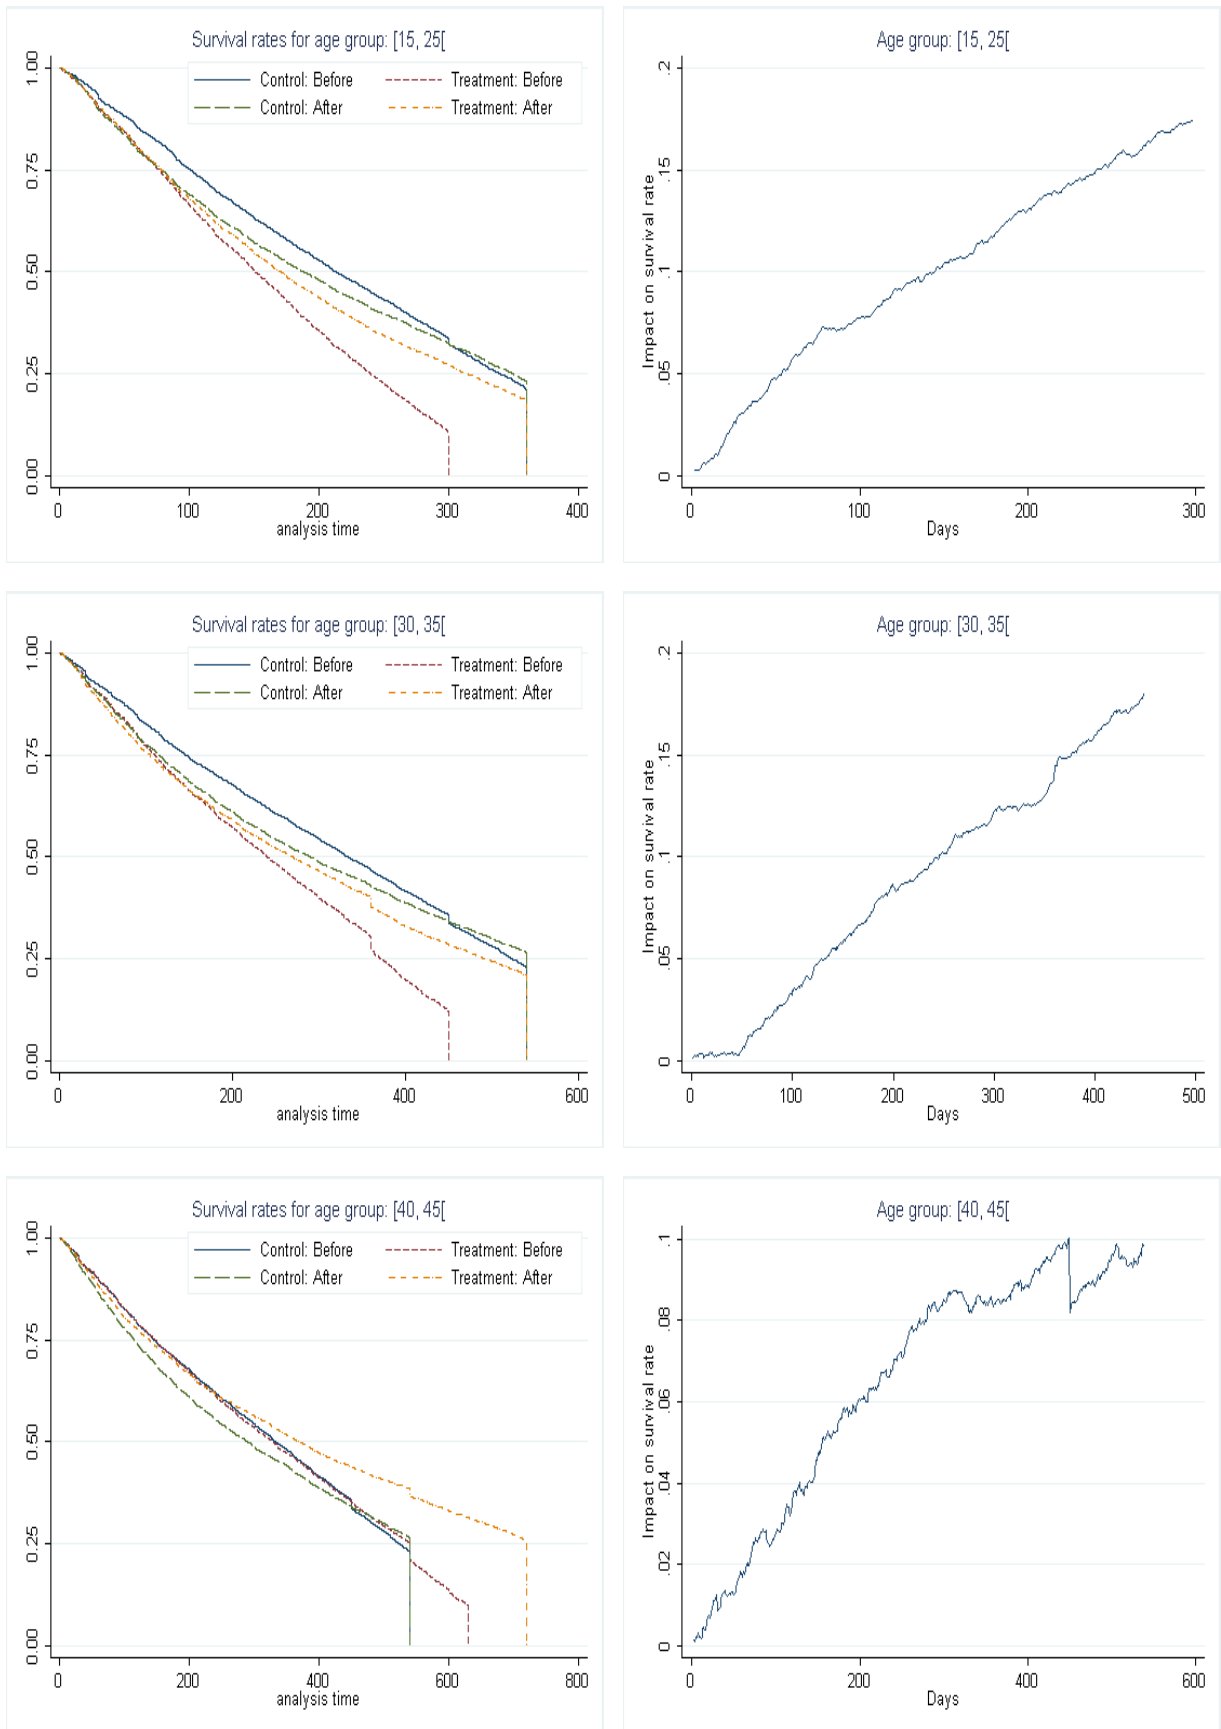 Survival rates for age group: [15, 25[
Control: Before Treatment: Before
Control: After Treatment: After
1.00
0.75
0.50
0.25
0.00
0 100 200 300 400
analysis time
Age group: [15, 25[
Impact on survival rate
.2
.15
.1
.05
0
0 100 200 300
Days
Survival rates for age group: [30, 35[
Control: Before Treatment: Before
Control: After Treatment: After
1.00
0.75
0.50
0.25
0.00
0 200 400 600
analysis time
Age group: [30, 35[
Impact on survival rate
.2
.15
.1
.05
0
0 100 200 300 400 500
Days
Survival rates for age group: [40, 45[
Control: Before Treatment: Before
Control: After Treatment: After
1.00
0.75
0.50
0.25
0.00
0 200 400 600 800
analysis time
Age group: [40, 45[
Impact on survival rate
.1
.08
.06
.04
.02
0
0 200 400 600
Days